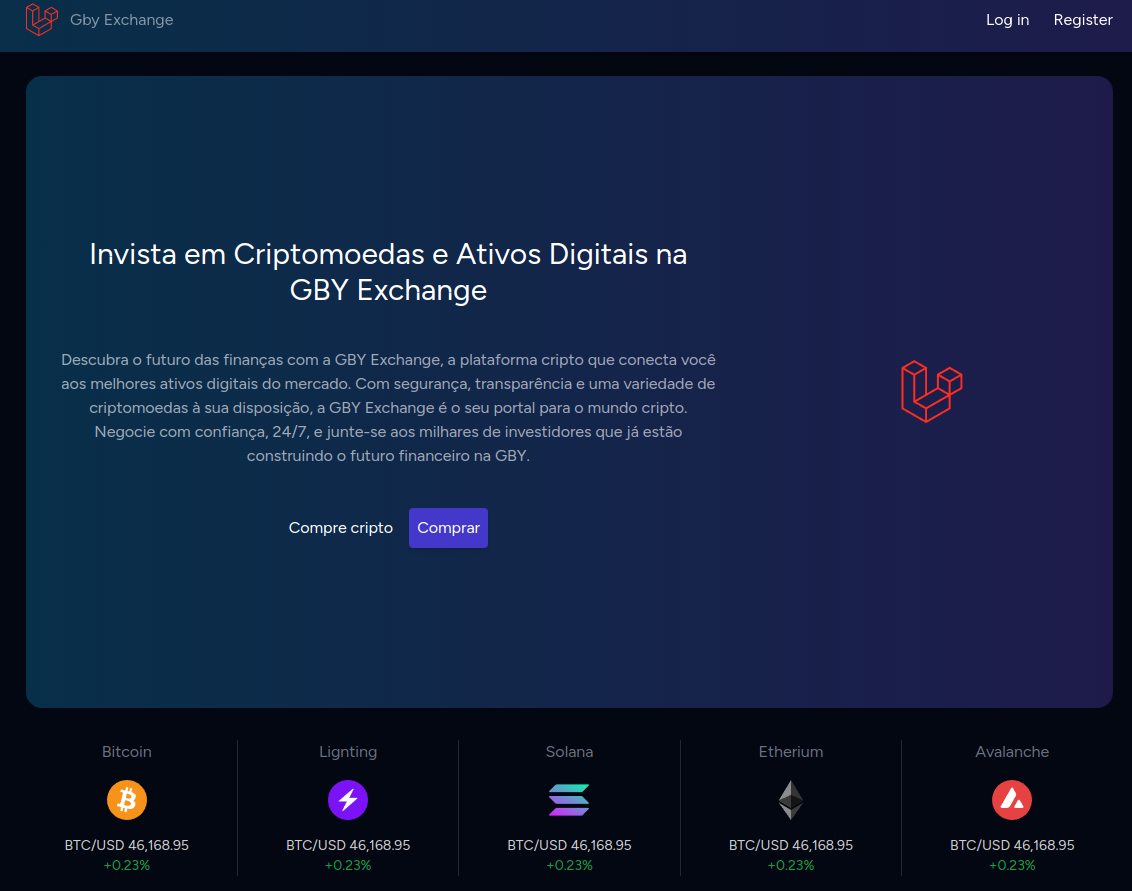 Gby Exchange
Log in
Register
Invista em Criptomoedas e Ativos Digitais na
GBY Exchange
Descubra o futuro das finanças com a GBY Exchange, a plataforma cripto que conecta você
aos melhores ativos digitais do mercado. Com segurança, transparência e uma variedade de
criptomoedas à sua disposição, a GBY Exchange é o seu portal para o mundo cripto.
Negocie com confiança, 24/7, e junte-se aos milhares de investidores que já estão
construindo o futuro financeiro na GBY.
Compre cripto
Comprar
Bitcoin
BTC/USD 46,168.95
+0.23%
Lignting
BTC/USD 46,168.95
+0.23%
Solana
BTC/USD 46,168.95
+0.23%
Etherium
BTC/USD 46,168.95
+0.23%
Avalanche
BTC/USD 46,168.95
+0.23%